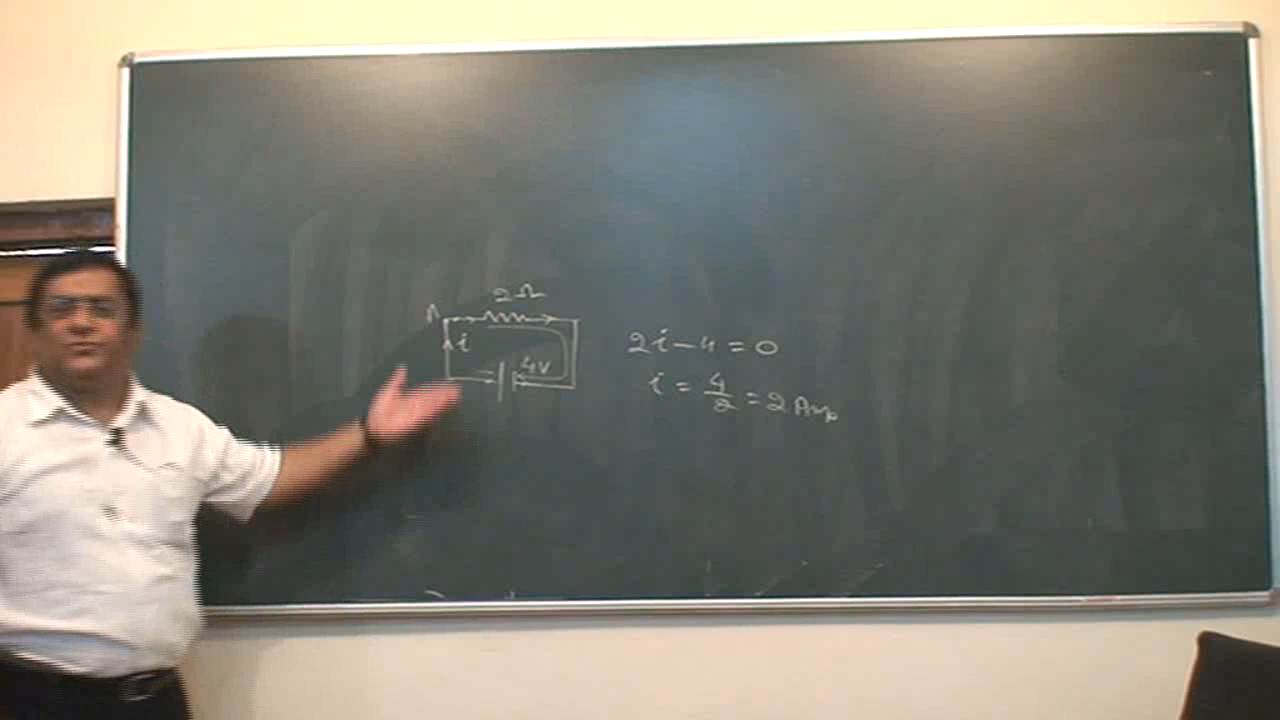 2Ω
A
i
4V
2i - 4 = 0
i = 4/2 = 2 Amp